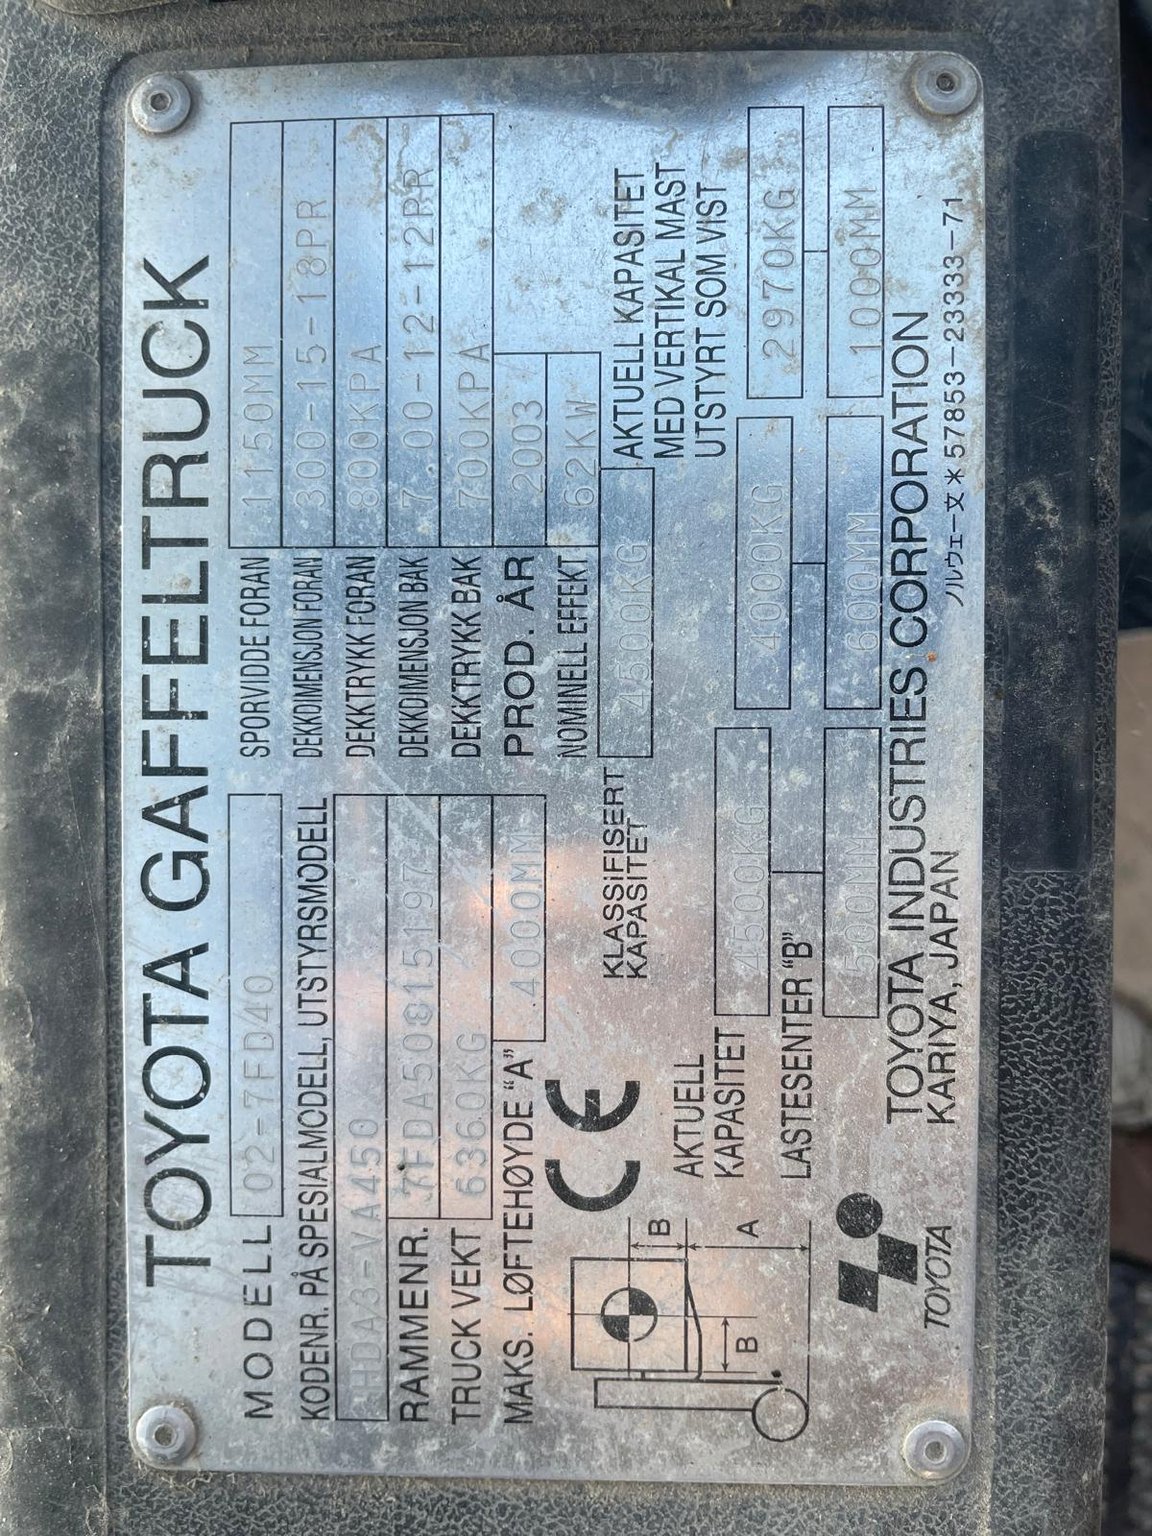 TOYOTA GAFFELTRUCK
MODELL 02-7FD40
KODENR. PÅ SPESIALMODELL, UTSTYRSMODELL
HDA3-VA450
RAMMENR. 7FDA50815197
TRUCK VEKT 6360KG
MAKS. LØFTEHØYDE "A" 4000MM
SPORVIDDE FORAN 1150MM
DEKKDIMENSJON FORAN 300-15-18PR
DEKKTRYKK FORAN 800KPA
DEKKDIMENSJON BAK 7.00-12-12PR
DEKKTRYKK BAK 700KPA
PROD. ÅR 2003
NOMINELL EFFEKT 62KW
CE
KLASSIFISERT
KAPASITET
4500KG
AKTUELL KAPASITET
MED VERTIKAL MAST
UTSTYRT SOM VIST
AKTUELL
KAPASITET
4500KG 4000KG 2970KG
LASTESENTER "B"
500MM 600MM 1000MM
B
A
B
TOYOTA
TOYOTA INDUSTRIES CORPORATION
KARIYA, JAPAN
ノルウェー文*57853-23333-71